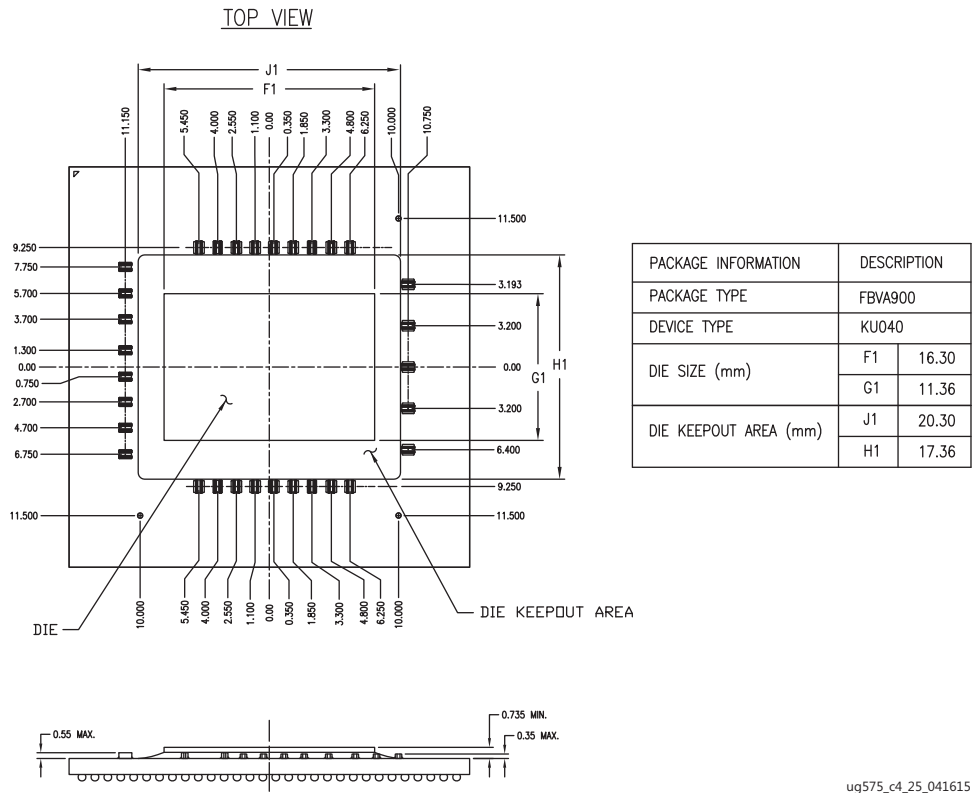 TOP VIEW
J1
F1
11.150
5.450
4.000
2.550
1.100
0.00
0.350
1.850
3.300
4.800
6.250
10.000
10.750
11.500
9.250
7.750
5.700
3.700
1.300
0.00
0.750
2.700
4.700
6.750
11.500
3.193
3.200
0.00
3.200
6.400
9.250
11.500
G1
H1
10.000
5.450
4.000
2.550
1.100
0.00
0.350
1.850
3.300
4.800
6.250
10.000
DIE
DIE KEEPOUT AREA
PACKAGE INFORMATION DESCRIPTION
PACKAGE TYPE FBVA900
DEVICE TYPE KU040
DIE SIZE (mm) F1 16.30
G1 11.36
DIE KEEPOUT AREA (mm) J1 20.30
H1 17.36
0.55 MAX.
0.735 MIN.
0.35 MAX.
ug575_c4_25_041615